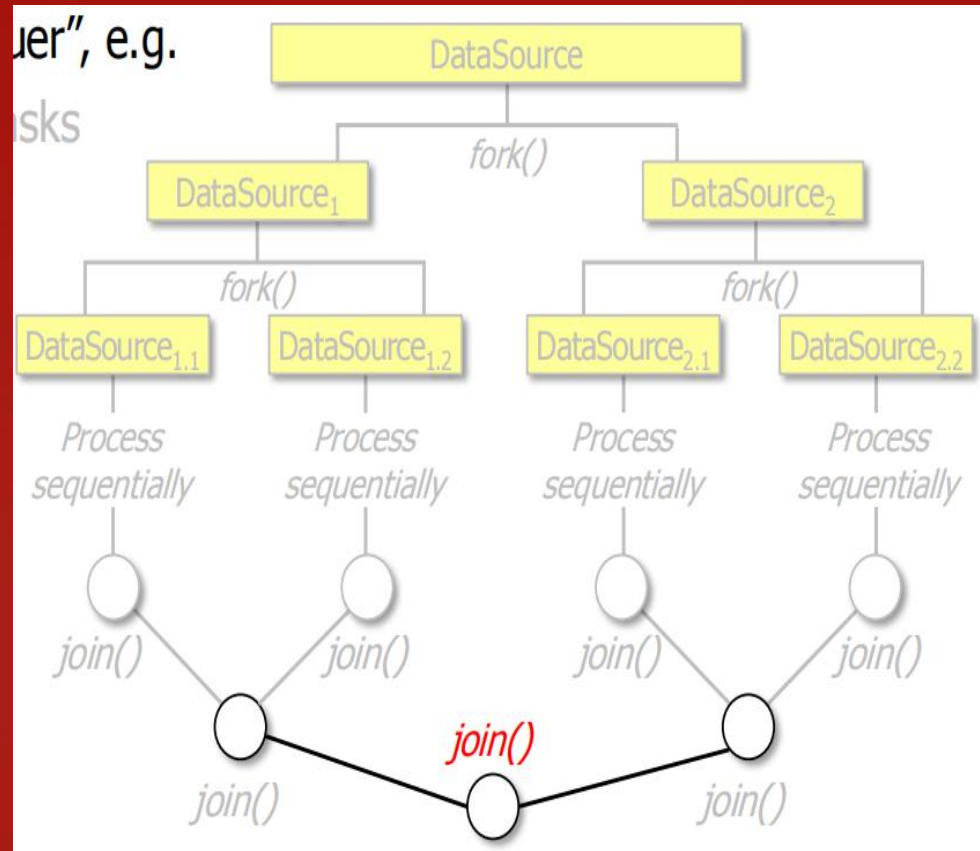 uer”, e.g.
sks
DataSource
fork()
DataSource₁
DataSource₂
fork()
fork()
DataSource₁.₁
DataSource₁.₂
DataSource₂.₁
DataSource₂.₂
Process
sequentially
Process
sequentially
Process
sequentially
Process
sequentially
join()
join()
join()
join()
join()
join()
join()